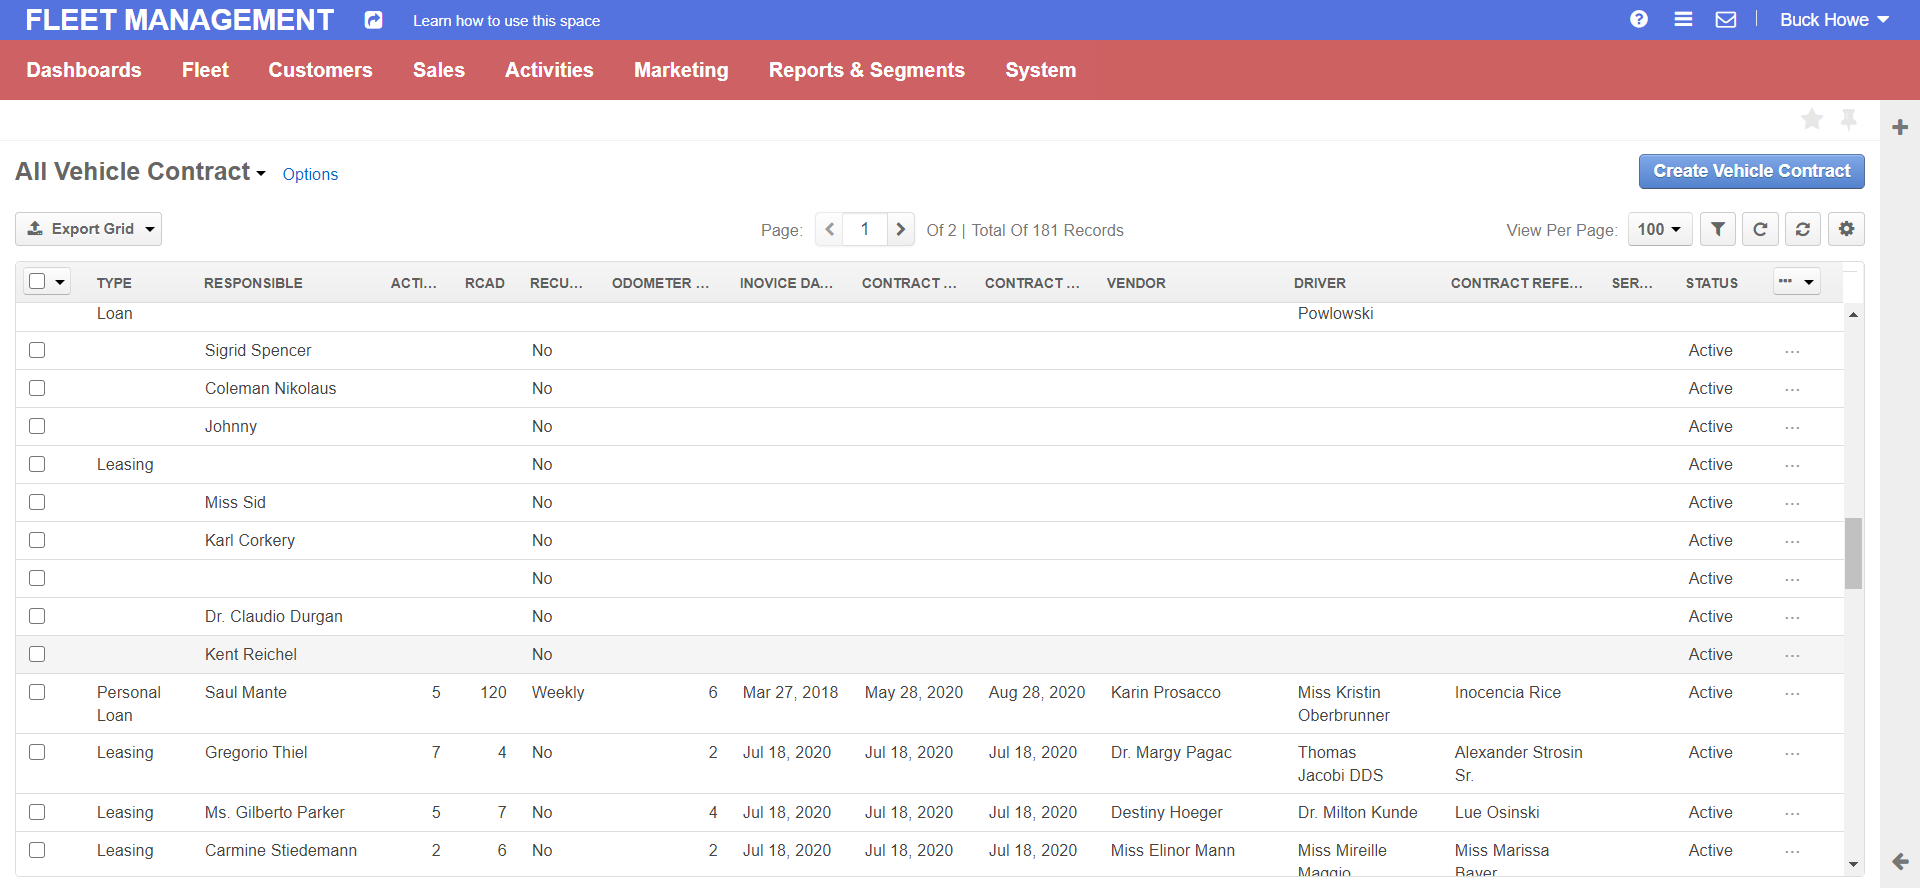 FLEET MANAGEMENT Learn how to use this space Buck Howe
Dashboards Fleet Customers Sales Activities Marketing Reports & Segments System
All Vehicle Contract Options Create Vehicle Contract
Export Grid Page: 1 Of 2 | Total Of 181 Records View Per Page: 100
TYPE RESPONSIBLE ACTI... RCAD RECU... ODOMETER ... INOVICE DA... CONTRACT ... CONTRACT ... VENDOR DRIVER CONTRACT REFE... SER... STATUS
Loan Powlowski
Sigrid Spencer No Active
Coleman Nikolaus No Active
Johnny No Active
Leasing No Active
Miss Sid No Active
Karl Corkery No Active
No Active
Dr. Claudio Durgan No Active
Kent Reichel No Active
Personal Saul Mante 5 120 Weekly 6 Mar 27, 2018 May 28, 2020 Aug 28, 2020 Karin Prosacco Miss Kristin Inocencia Rice Active
Loan Oberbrunner
Leasing Gregorio Thiel 7 4 No 2 Jul 18, 2020 Jul 18, 2020 Jul 18, 2020 Dr. Margy Pagac Thomas Alexander Strosin Active
Jacobi DDS Sr.
Leasing Ms. Gilberto Parker 5 7 No 4 Jul 18, 2020 Jul 18, 2020 Jul 18, 2020 Destiny Hoeger Dr. Milton Kunde Lue Osinski Active
Leasing Carmine Stiedemann 2 6 No 2 Jul 18, 2020 Jul 18, 2020 Jul 18, 2020 Miss Elinor Mann Miss Mireille Miss Marissa Active
Maggio Bayer